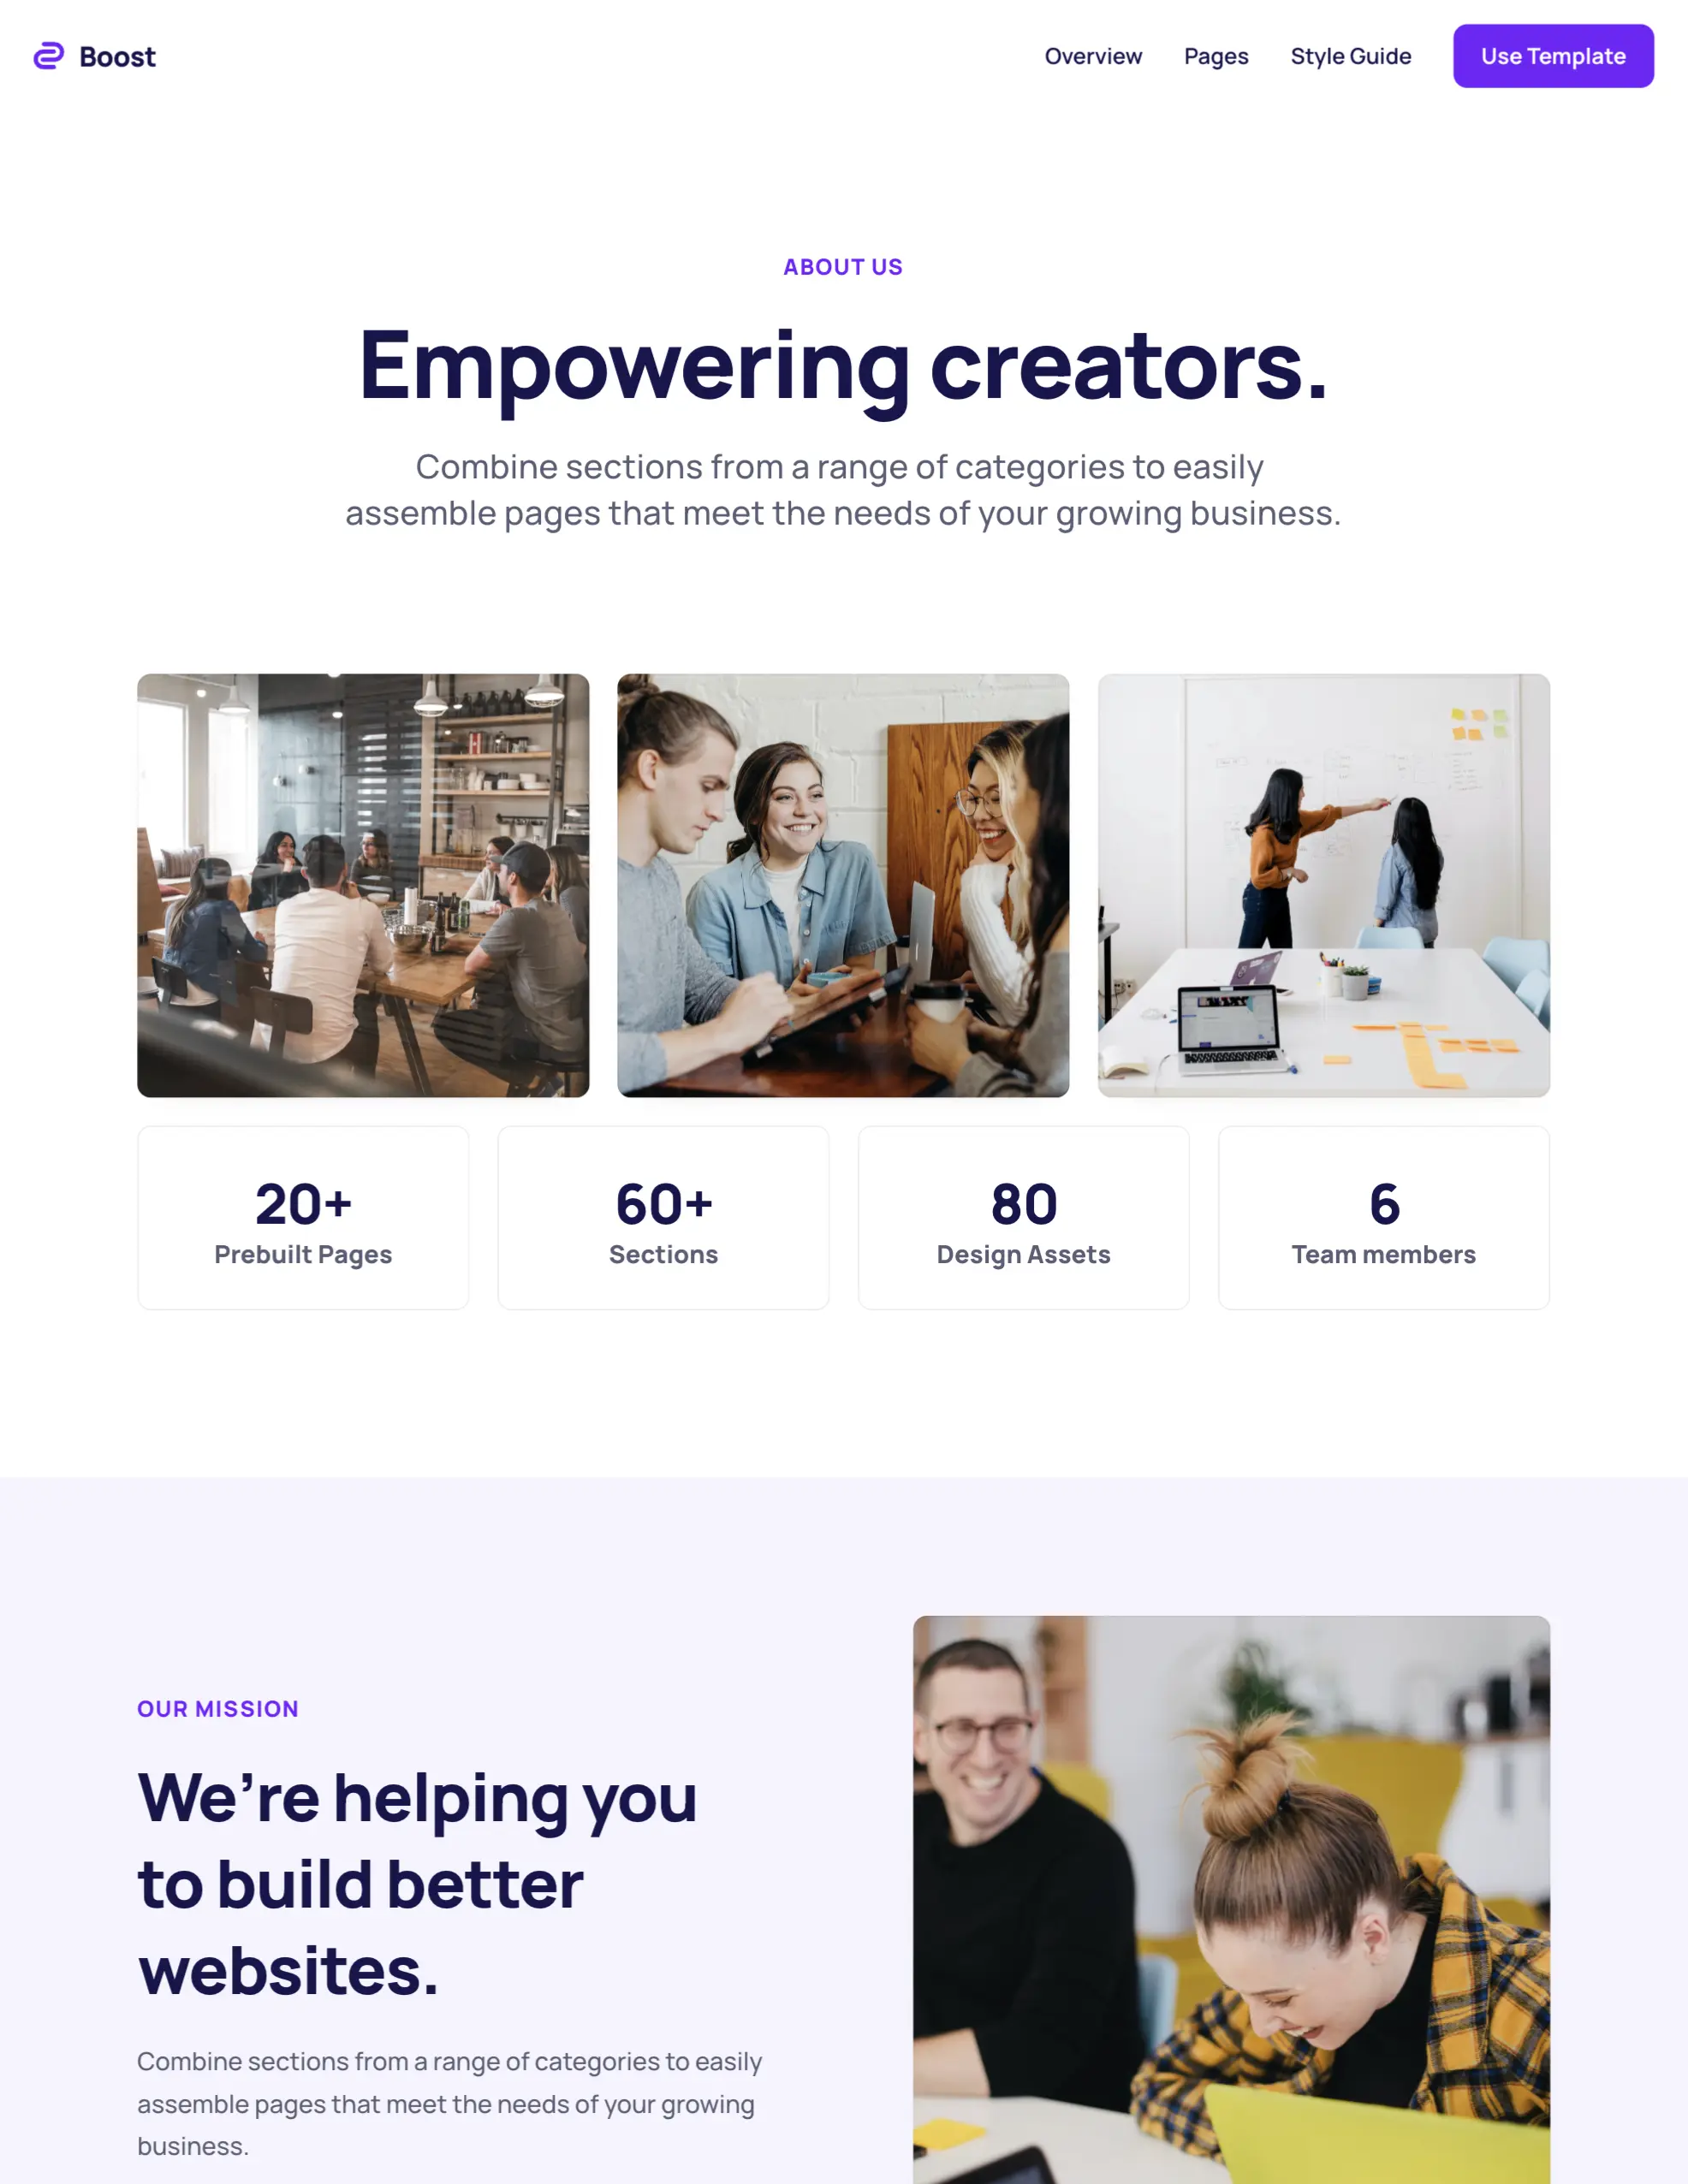 Boost
Overview
Pages
Style Guide
Use Template
ABOUT US
Empowering creators.
Combine sections from a range of categories to easily
assemble pages that meet the needs of your growing business.
20+
Prebuilt Pages
60+
Sections
80
Design Assets
6
Team members
OUR MISSION
We’re helping you
to build better
websites.
Combine sections from a range of categories to easily
assemble pages that meet the needs of your growing
business.